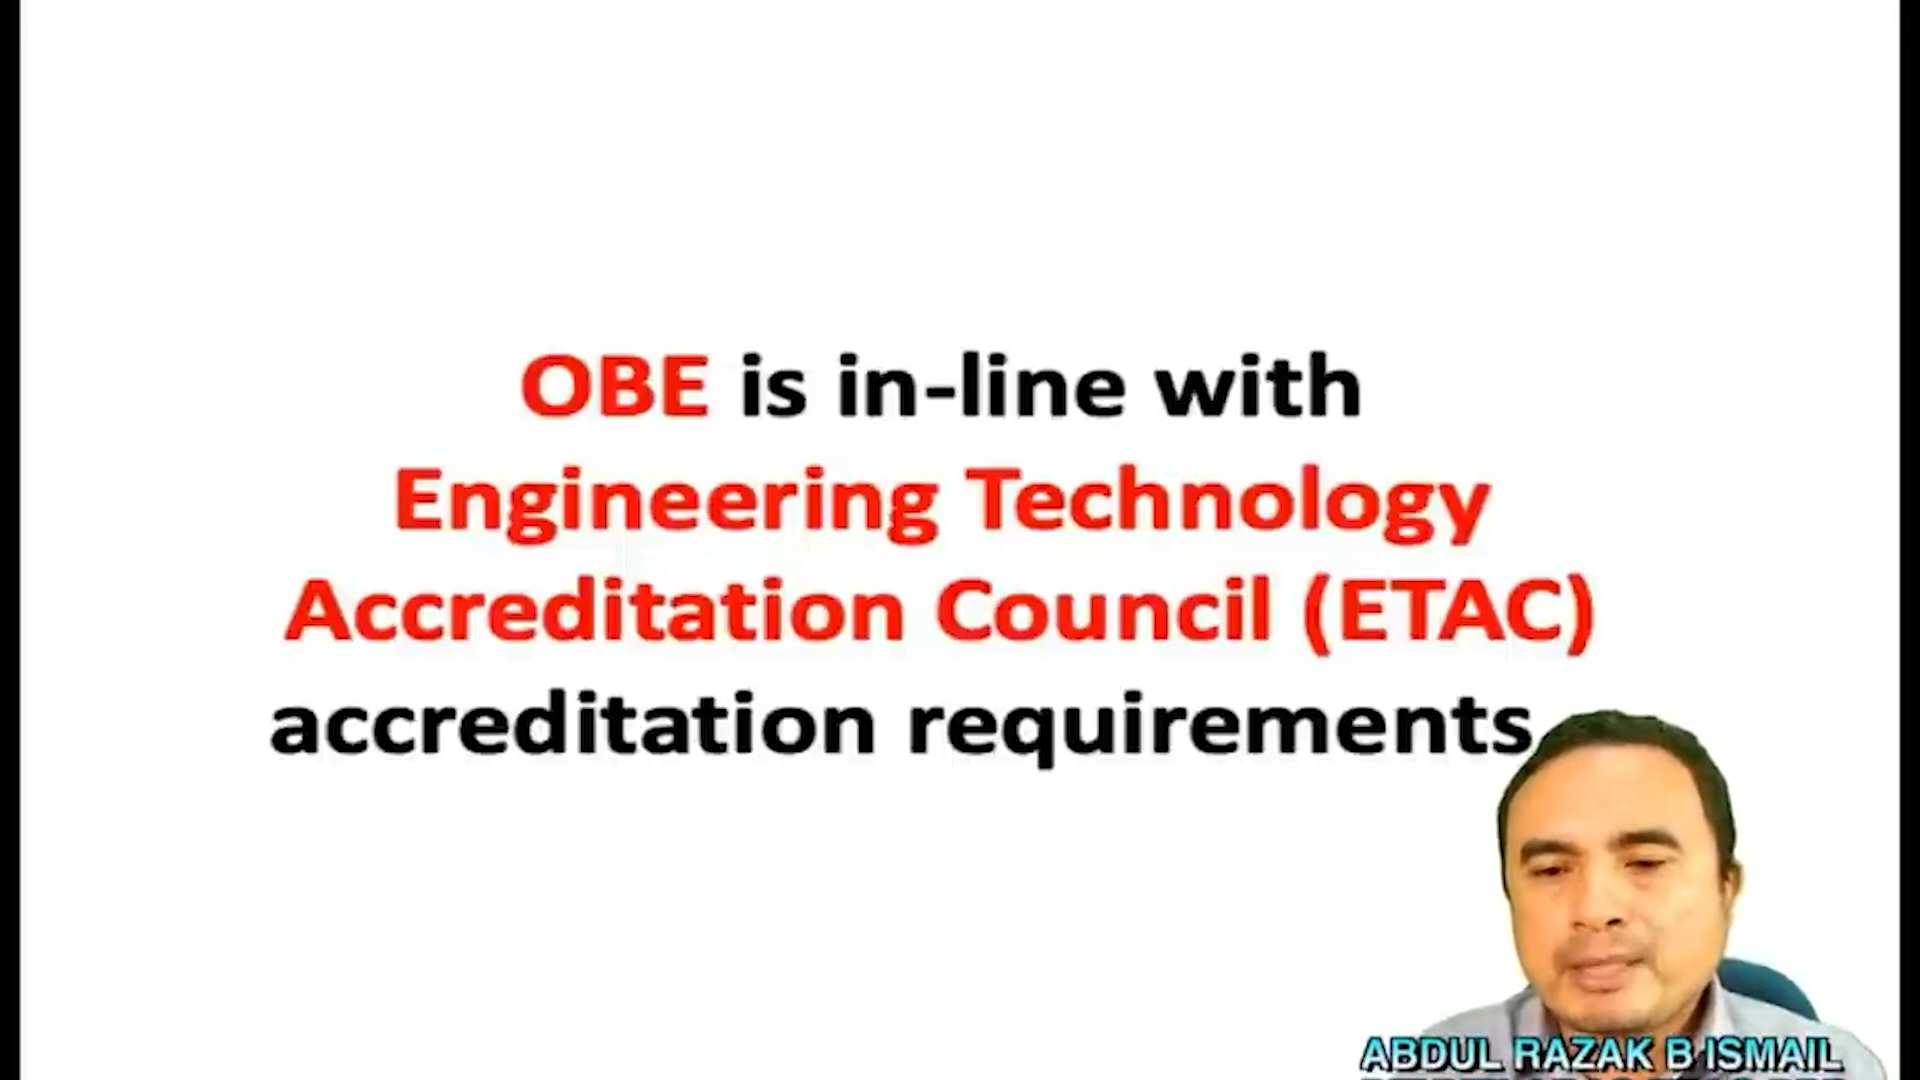 OBE is in-line with
Engineering Technology
Accreditation Council (ETAC)
accreditation requirements
ABDUL RAZAK B ISMAIL